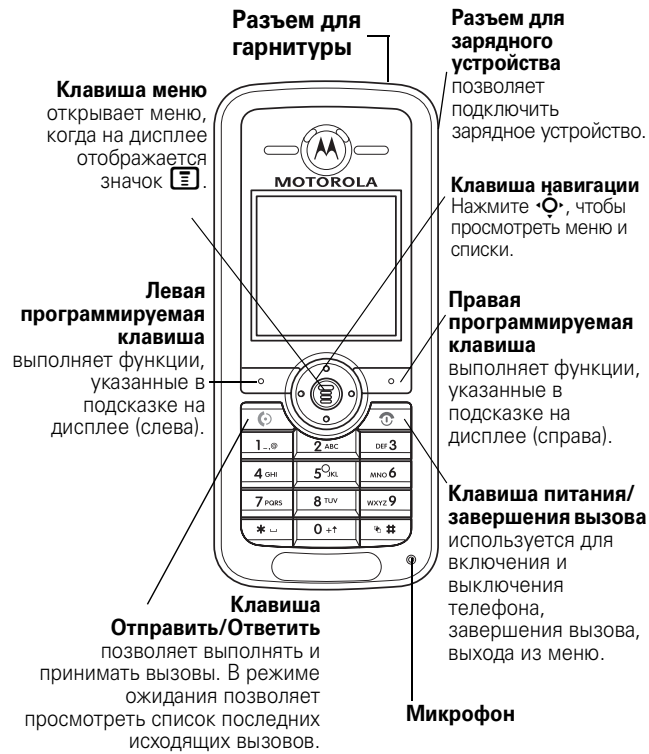 Разъем для
гарнитуры
Разъем для
зарядного
устройства
позволяет
подключить
зарядное устройство.
Клавиша меню
открывает меню,
когда на дисплее
отображается
значок .
Клавиша навигации
Нажмите , чтобы
просмотреть меню и
списки.
Левая
программируемая
клавиша
выполняет функции,
указанные в
подсказке на
дисплее (слева).
Правая
программируемая
клавиша
выполняет функции,
указанные в
подсказке на
дисплее (справа).
MOTOROLA
1 _.@ 2 ABC DEF 3
4 GHI 5 JKL MNO 6
7 PQRS 8 TUV WXYZ 9
* 0 +↑ #
Клавиша питания/
завершения вызова
используется для
включения и
выключения
телефона,
завершения вызова,
выхода из меню.
Клавиша
Отправить/Ответить
позволяет выполнять и
принимать вызовы. В режиме
ожидания позволяет
просмотреть список последних
исходящих вызовов.
Микрофон